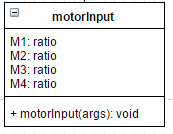 motorInput
M1: ratio
M2: ratio
M3: ratio
M4: ratio
+ motorInput(args): void